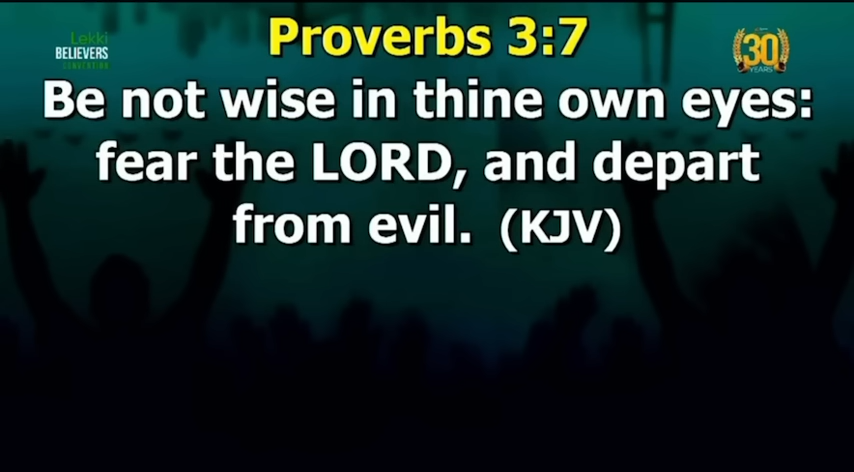 Proverbs 3:7
Lekki
BELIEVERS
CONVENTION
30
YEARS
Be not wise in thine own eyes:
fear the LORD, and depart
from evil. (KJV)